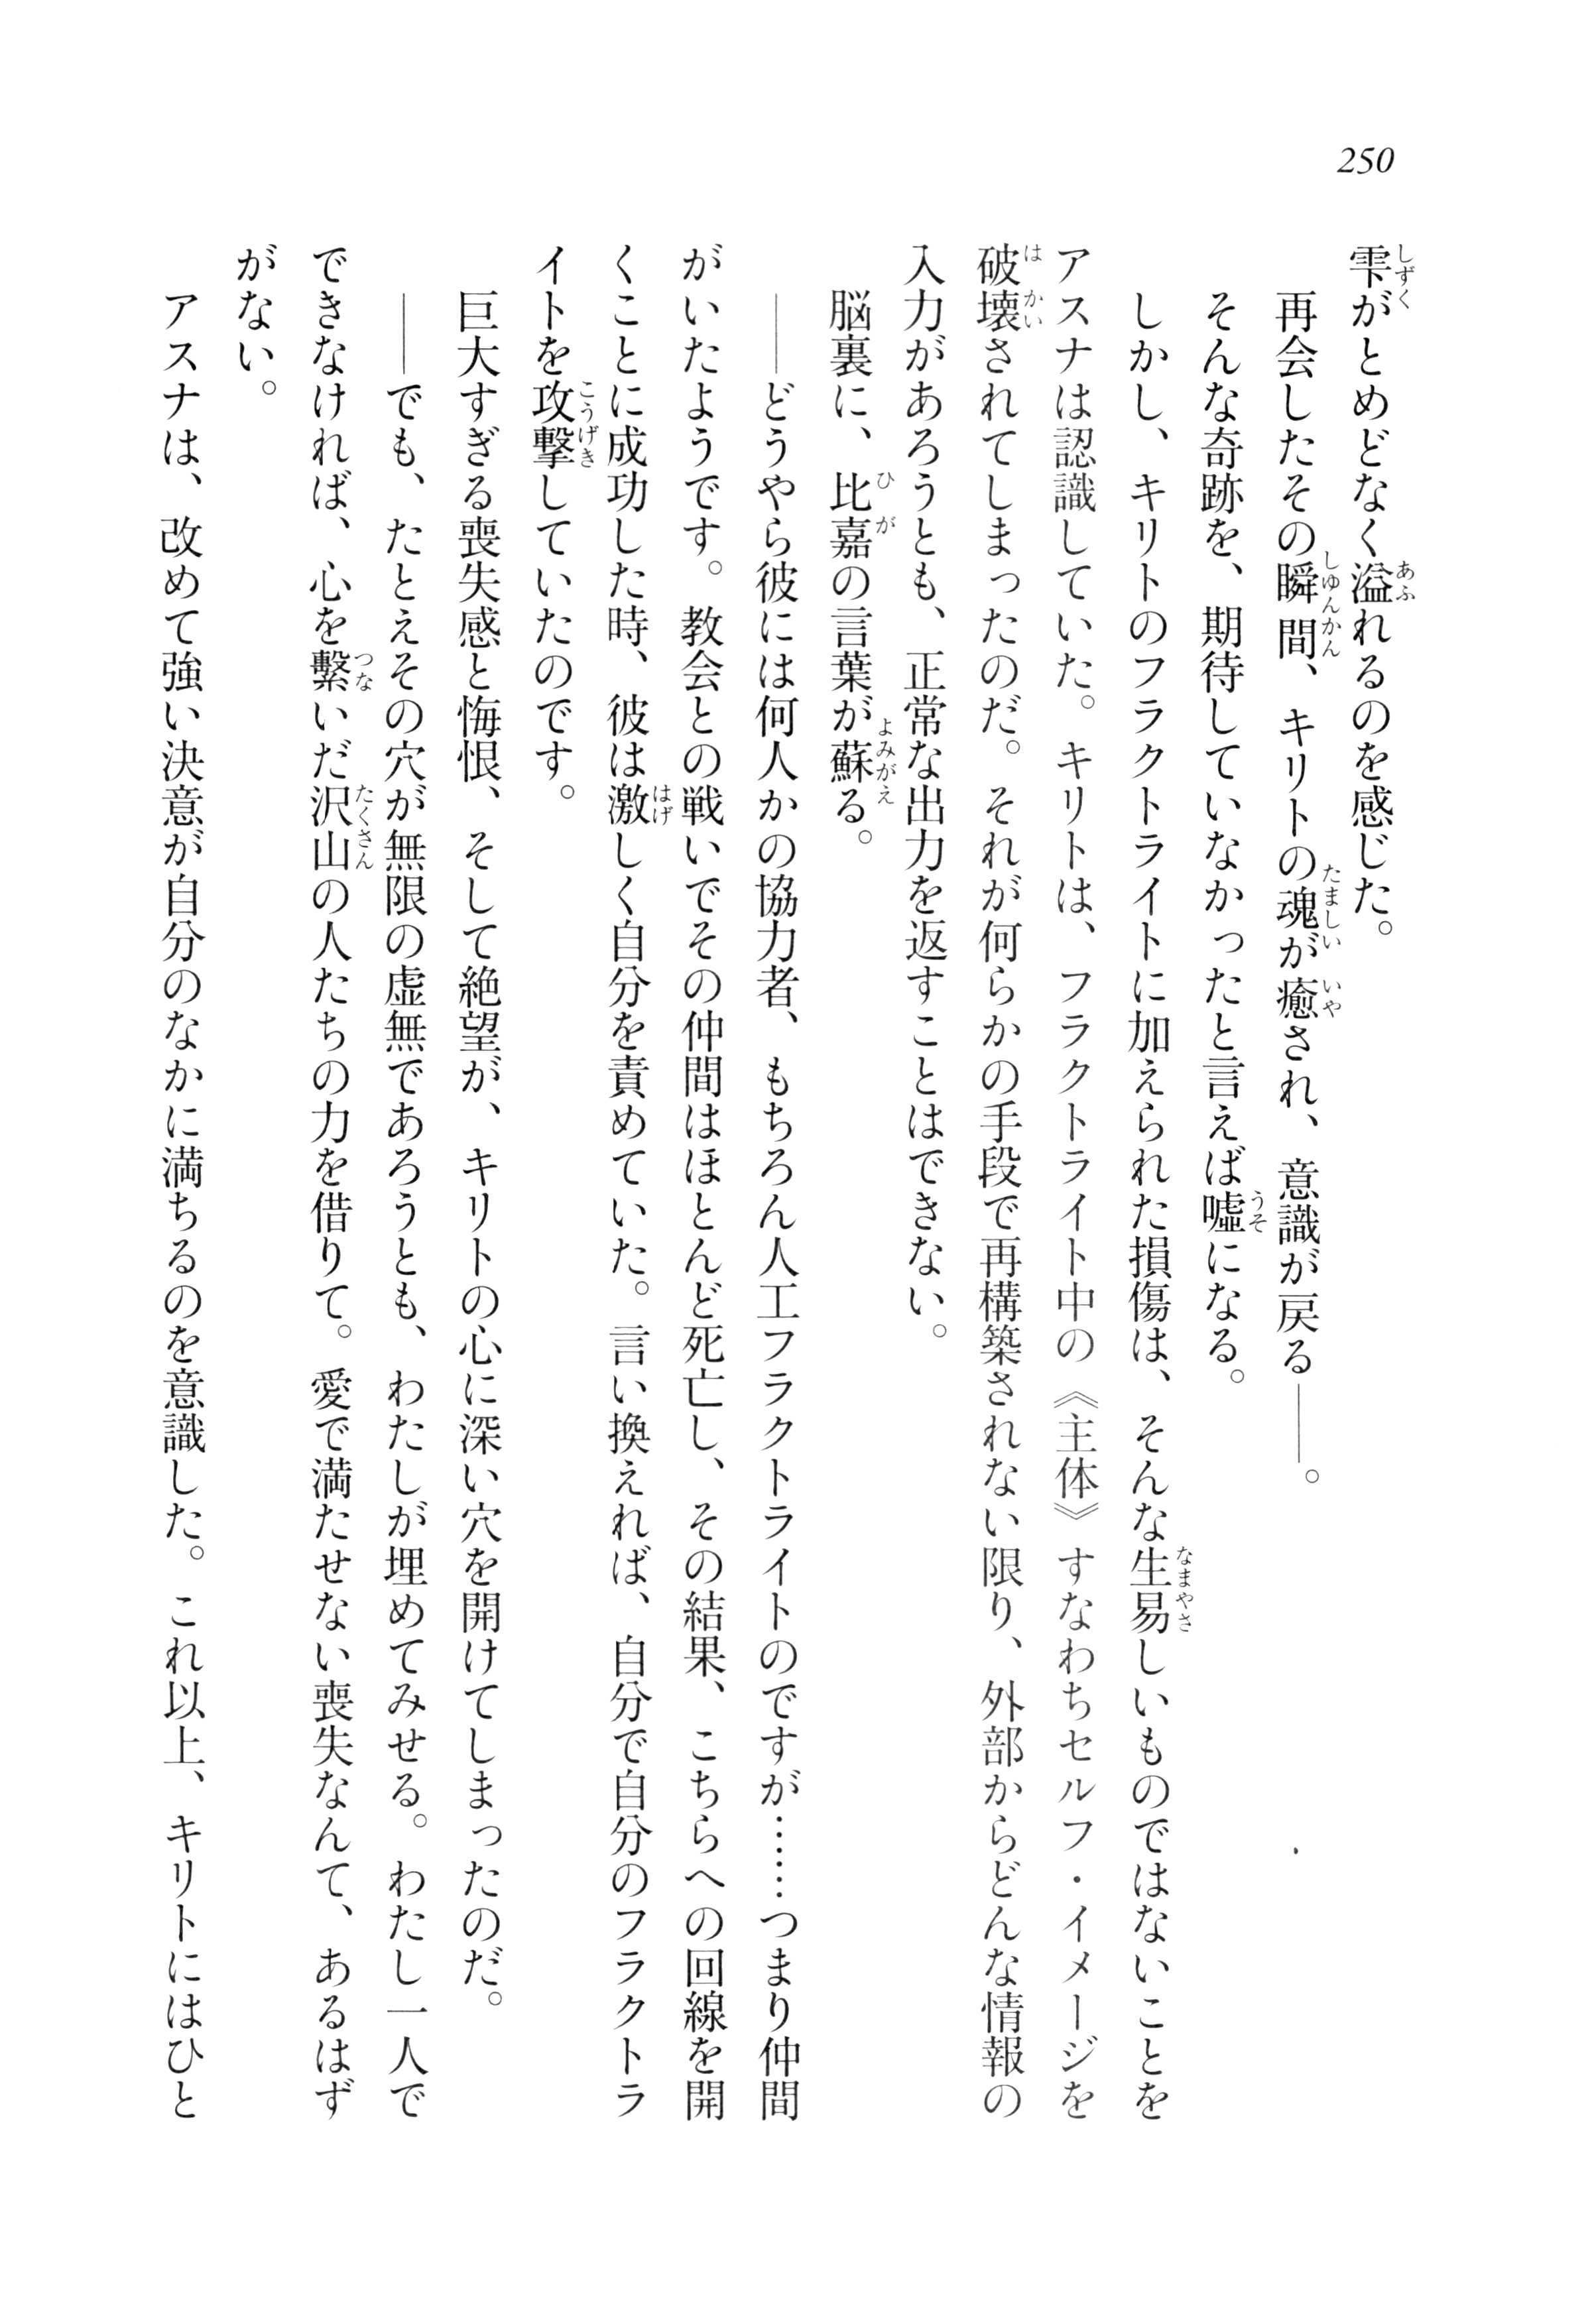 250
雫がとめどなく溢れるのを感じた。
再会したその瞬間、キリトの魂が癒され、意識が戻る――。
そんな奇跡を、期待していなかったと言えば嘘になる。
しかし、キリトのフラクトライトに加えられた損傷は、そんな生易しいものではないことを
アスナは認識していた。キリトは、フラクトライト中の《主体》すなわちセルフ・イメージを
破壊されてしまったのだ。それが何らかの手段で再構築されない限り、外部からどんな情報の
入力があろうとも、正常な出力を返すことはできない。
脳裏に、比嘉の言葉が蘇る。
――どうやら彼には何人かの協力者、もちろん人工フラクトライトのですが……つまり仲間
がいたようです。教会との戦いでその仲間はほとんど死亡し、その結果、こちらへの回線を開
くことに成功した時、彼は激しく自分を責めていた。言い換えれば、自分で自分のフラクトラ
イトを攻撃していたのです。
巨大すぎる喪失感と悔恨、そして絶望が、キリトの心に深い穴を開けてしまったのだ。
――でも、たとえその穴が無限の虚無であろうとも、わたしが埋めてみせる。わたし一人で
できなければ、心を繋いだ沢山の人たちの力を借りて。愛で満たせない喪失なんて、あるはず
がない。
アスナは、改めて強い決意が自分のなかに満ちるのを意識した。これ以上、キリトにはひと